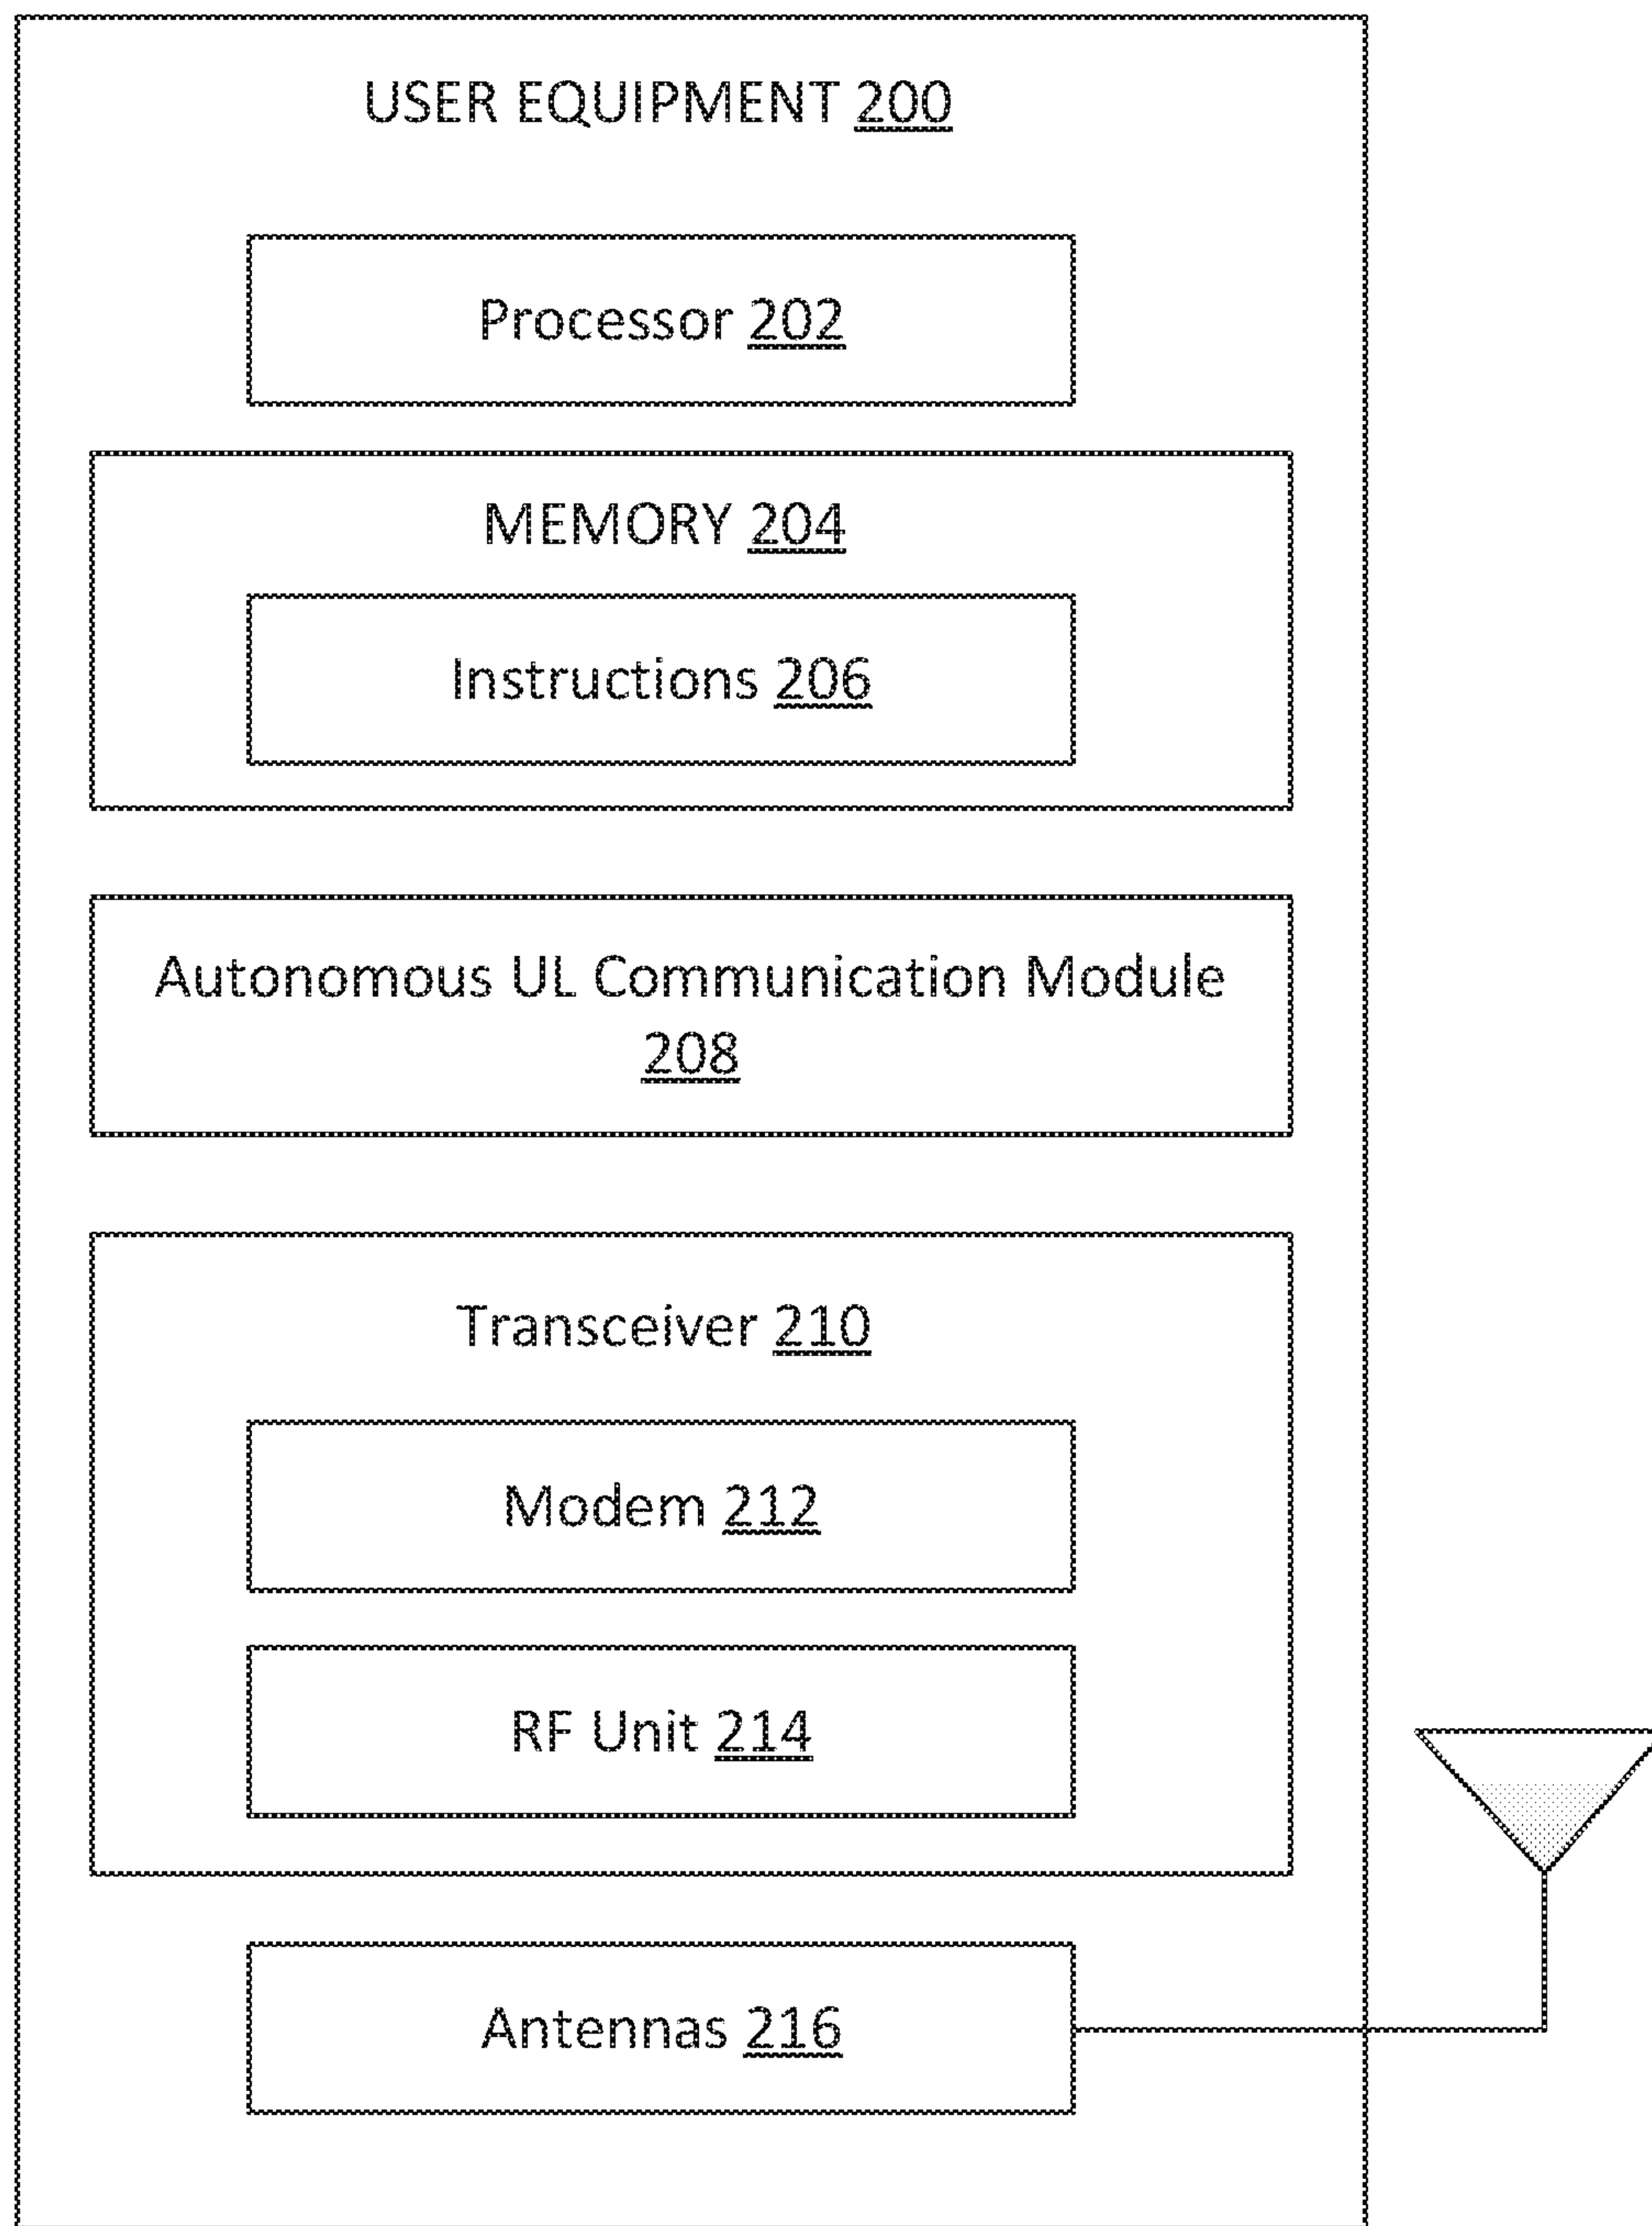 USER EQUIPMENT 200
Processor 202
MEMORY 204
Instructions 206
Autonomous UL Communication Module
208
Transceiver 210
Modem 212
RF Unit 214
Antennas 216